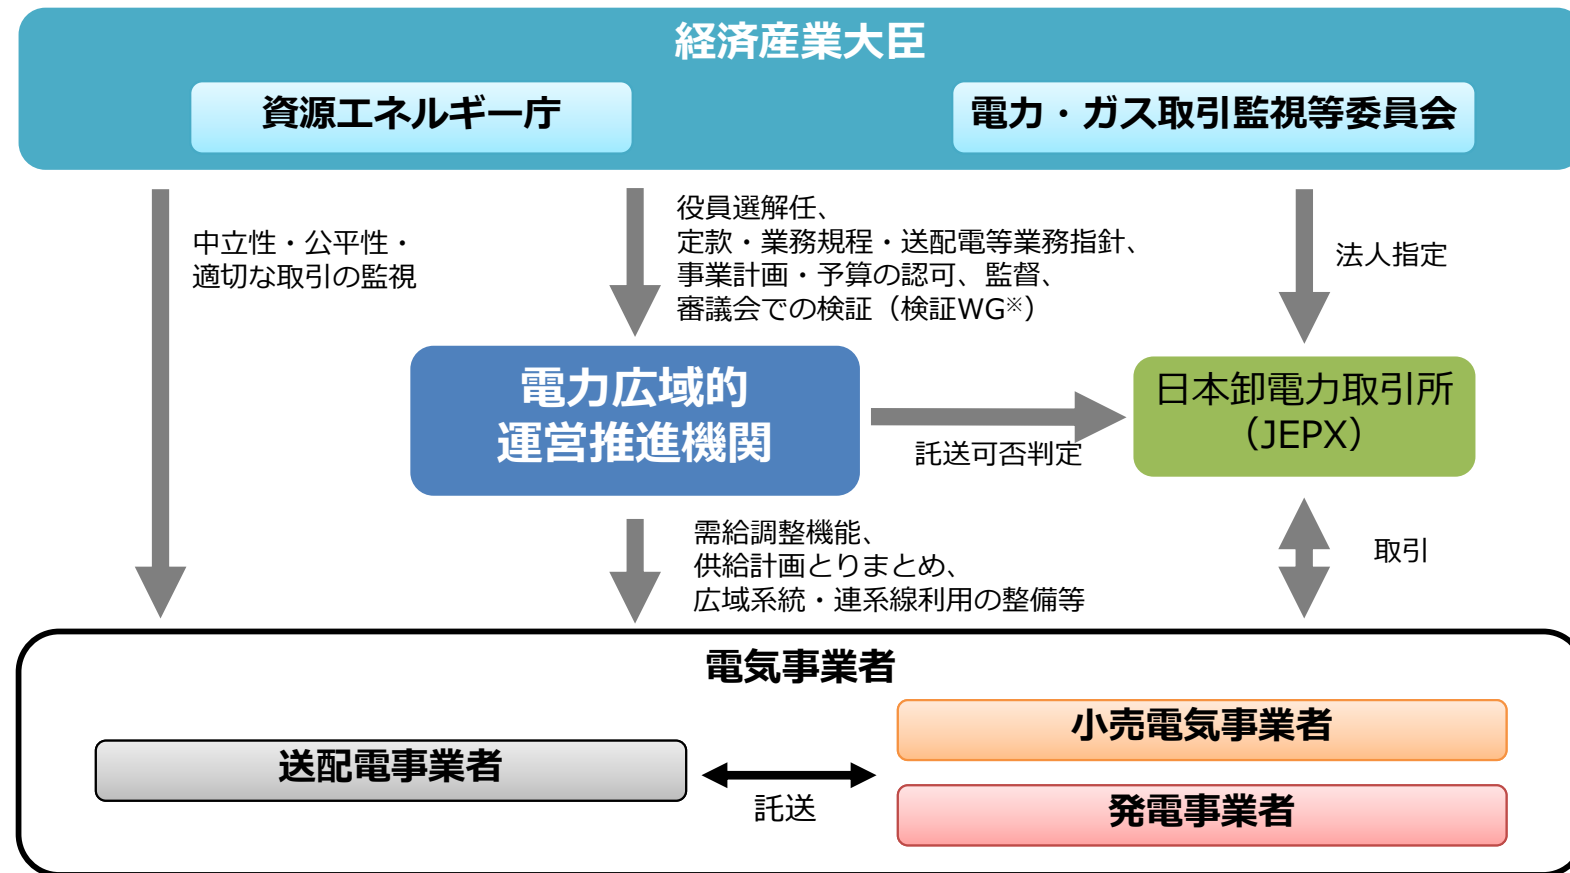 経済産業大臣
資源エネルギー庁
電力・ガス取引監視等委員会
中立性・公平性・
適切な取引の監視
役員選解任、
定款・業務規程・送配電等業務指針、
事業計画・予算の認可、監督、
審議会での検証（検証WG※）
法人指定
電力広域的
運営推進機関
託送可否判定
日本卸電力取引所
（JEPX）
需給調整機能、
供給計画とりまとめ、
広域系統・連系線利用の整備等
取引
電気事業者
送配電事業者
託送
小売電気事業者
発電事業者